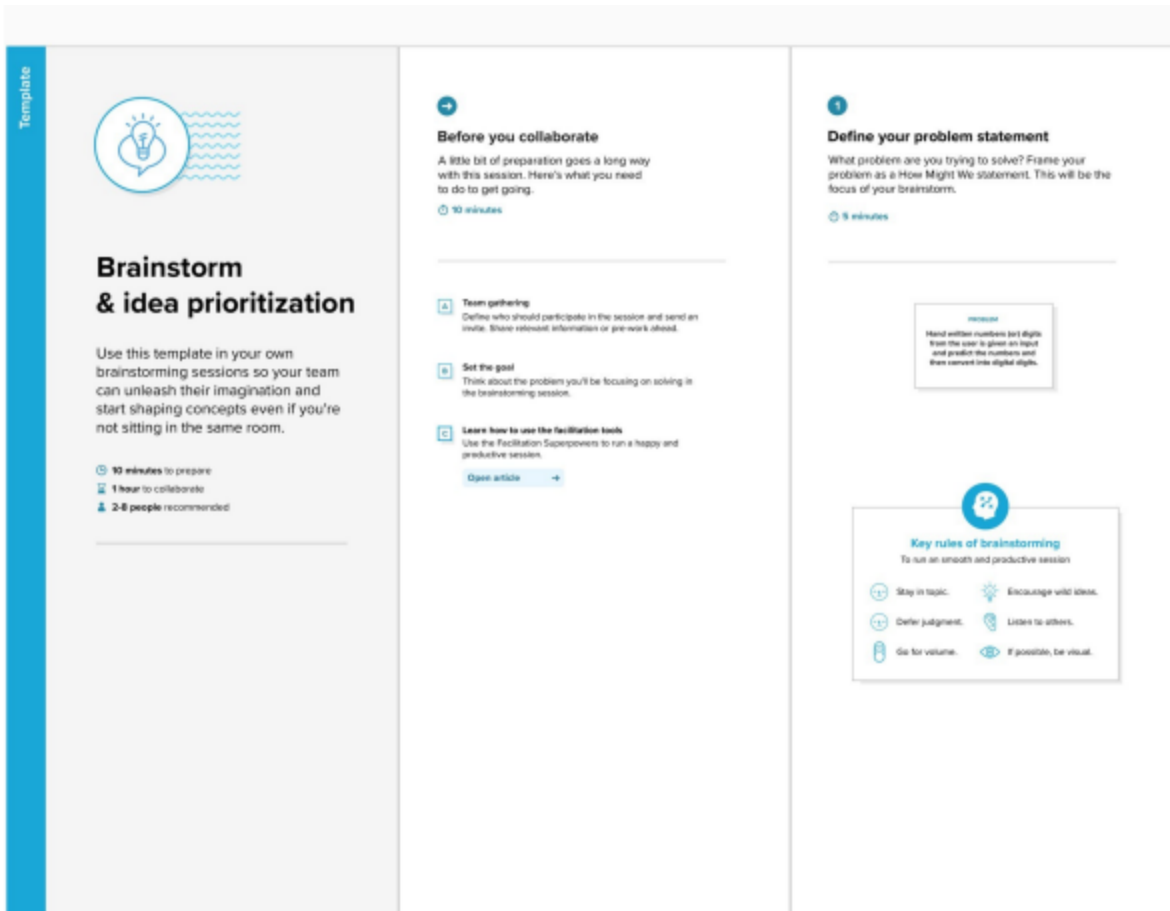 Template
Brainstorm
& idea prioritization
Use this template in your own
brainstorming sessions so your team
can unleash their imagination and
start shaping concepts even if you're
not sitting in the same room.
10 minutes to prepare
1 hour to collaborate
2-8 people recommended
Before you collaborate
A little bit of preparation goes a long way
with this session. Here's what you need
to do to get going.
10 minutes
A
Team gathering
Define who should participate in the session and send an
invite. Share relevant information or pre-work ahead.
B
Set the goal
Think about the problem you'll be focusing on solving in
the brainstorming session.
C
Learn how to use the facilitation tools
Use the Facilitation Superpowers to run a happy and
productive session.
Open article
1
Define your problem statement
What problem are you trying to solve? Frame your
problem as a How Might We statement. This will be the
focus of your brainstorm.
5 minutes
PROBLEM
Hand written numbers (or) digits
from the user is given an input
and predict the numbers and
then convert into digital digits.
Key rules of brainstorming
To run an smooth and productive session
Stay in topic.
Encourage wild ideas.
Defer judgment.
Listen to others.
Go for volume.
If possible, be visual.